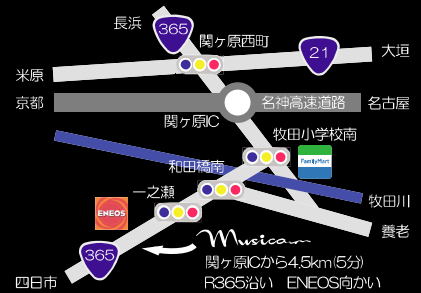 長浜
365
関ヶ原西町
21
大垣
米原
京都
名神高速道路
名古屋
関ヶ原IC
牧田小学校南
FamilyMart
和田橋南
一之瀬
牧田川
ENEOS
養老
365
Musica
関ヶ原ICから4.5km(5分)
四日市
R365沿い ENEOS向かい